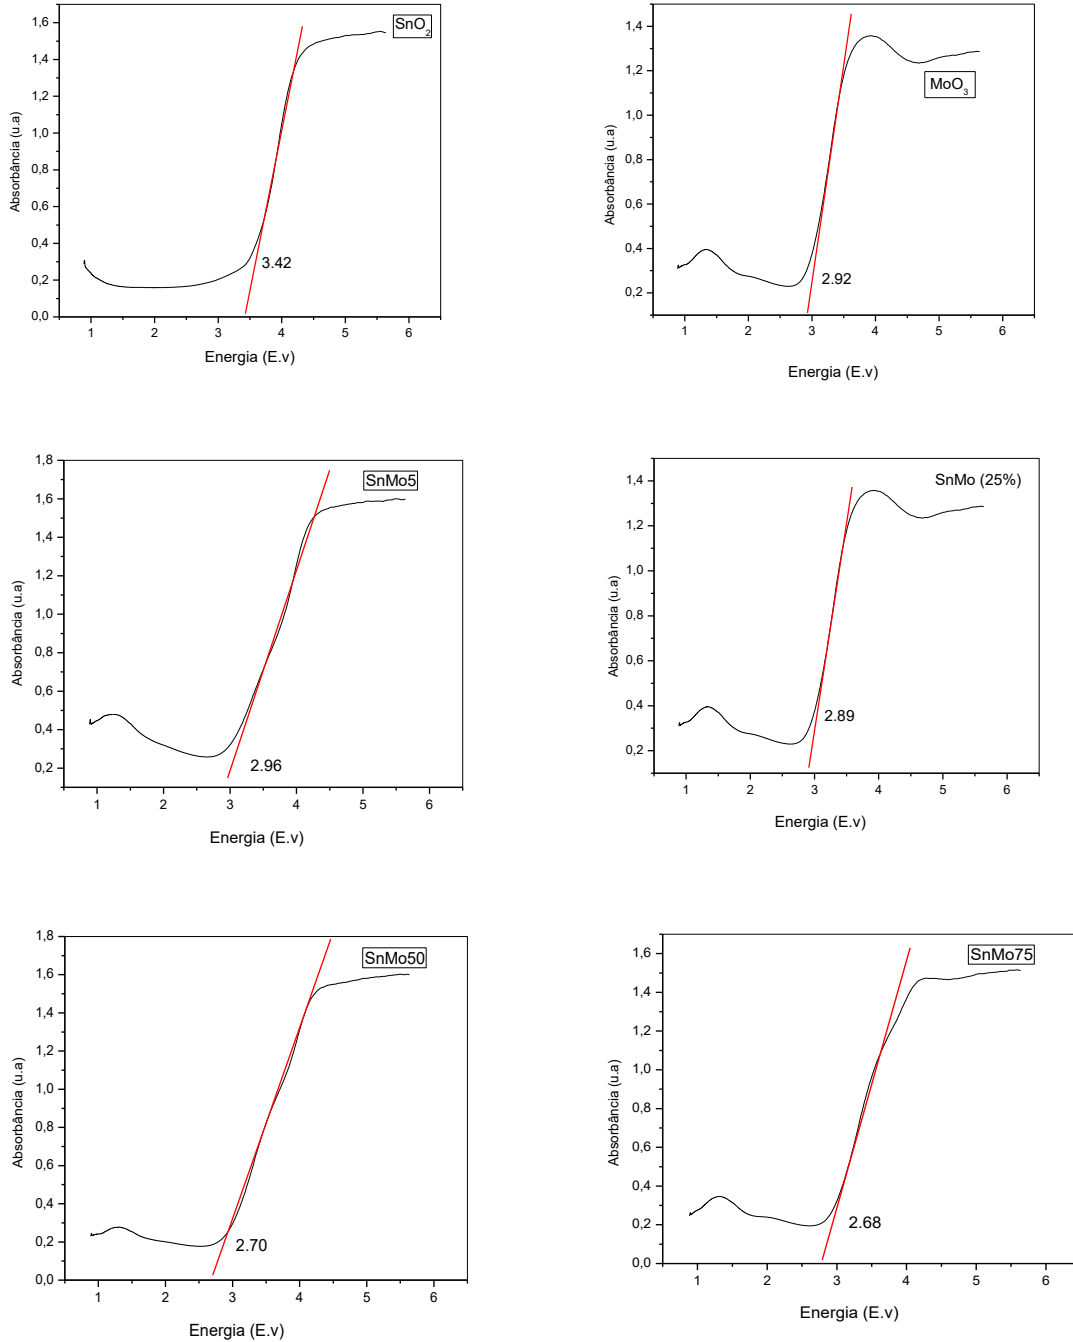 SnO2
1,6
1,4
1,2
1,0
0,8
0,6
0,4
0,2
0,0
Absorbância (u.a)
3.42
1 2 3 4 5 6
Energia (E.v)
MoO3
1,4
1,2
1,0
0,8
0,6
0,4
0,2
Absorbância (u.a)
2.92
1 2 3 4 5 6
Energia (E.v)
SnMo5
1,8
1,6
1,4
1,2
1,0
0,8
0,6
0,4
0,2
Absorbância (u.a)
2.96
1 2 3 4 5 6
Energia (E.v)
SnMo (25%)
1,4
1,2
1,0
0,8
0,6
0,4
0,2
Absorbância (u.a)
2.89
1 2 3 4 5 6
Energia (E.v)
SnMo50
1,8
1,6
1,4
1,2
1,0
0,8
0,6
0,4
0,2
0,0
Absorbância (u.a)
2.70
1 2 3 4 5 6
Energia (E.v)
SnMo75
1,6
1,4
1,2
1,0
0,8
0,6
0,4
0,2
0,0
Absorbância (u.a)
2.68
1 2 3 4 5 6
Energia (E.v)